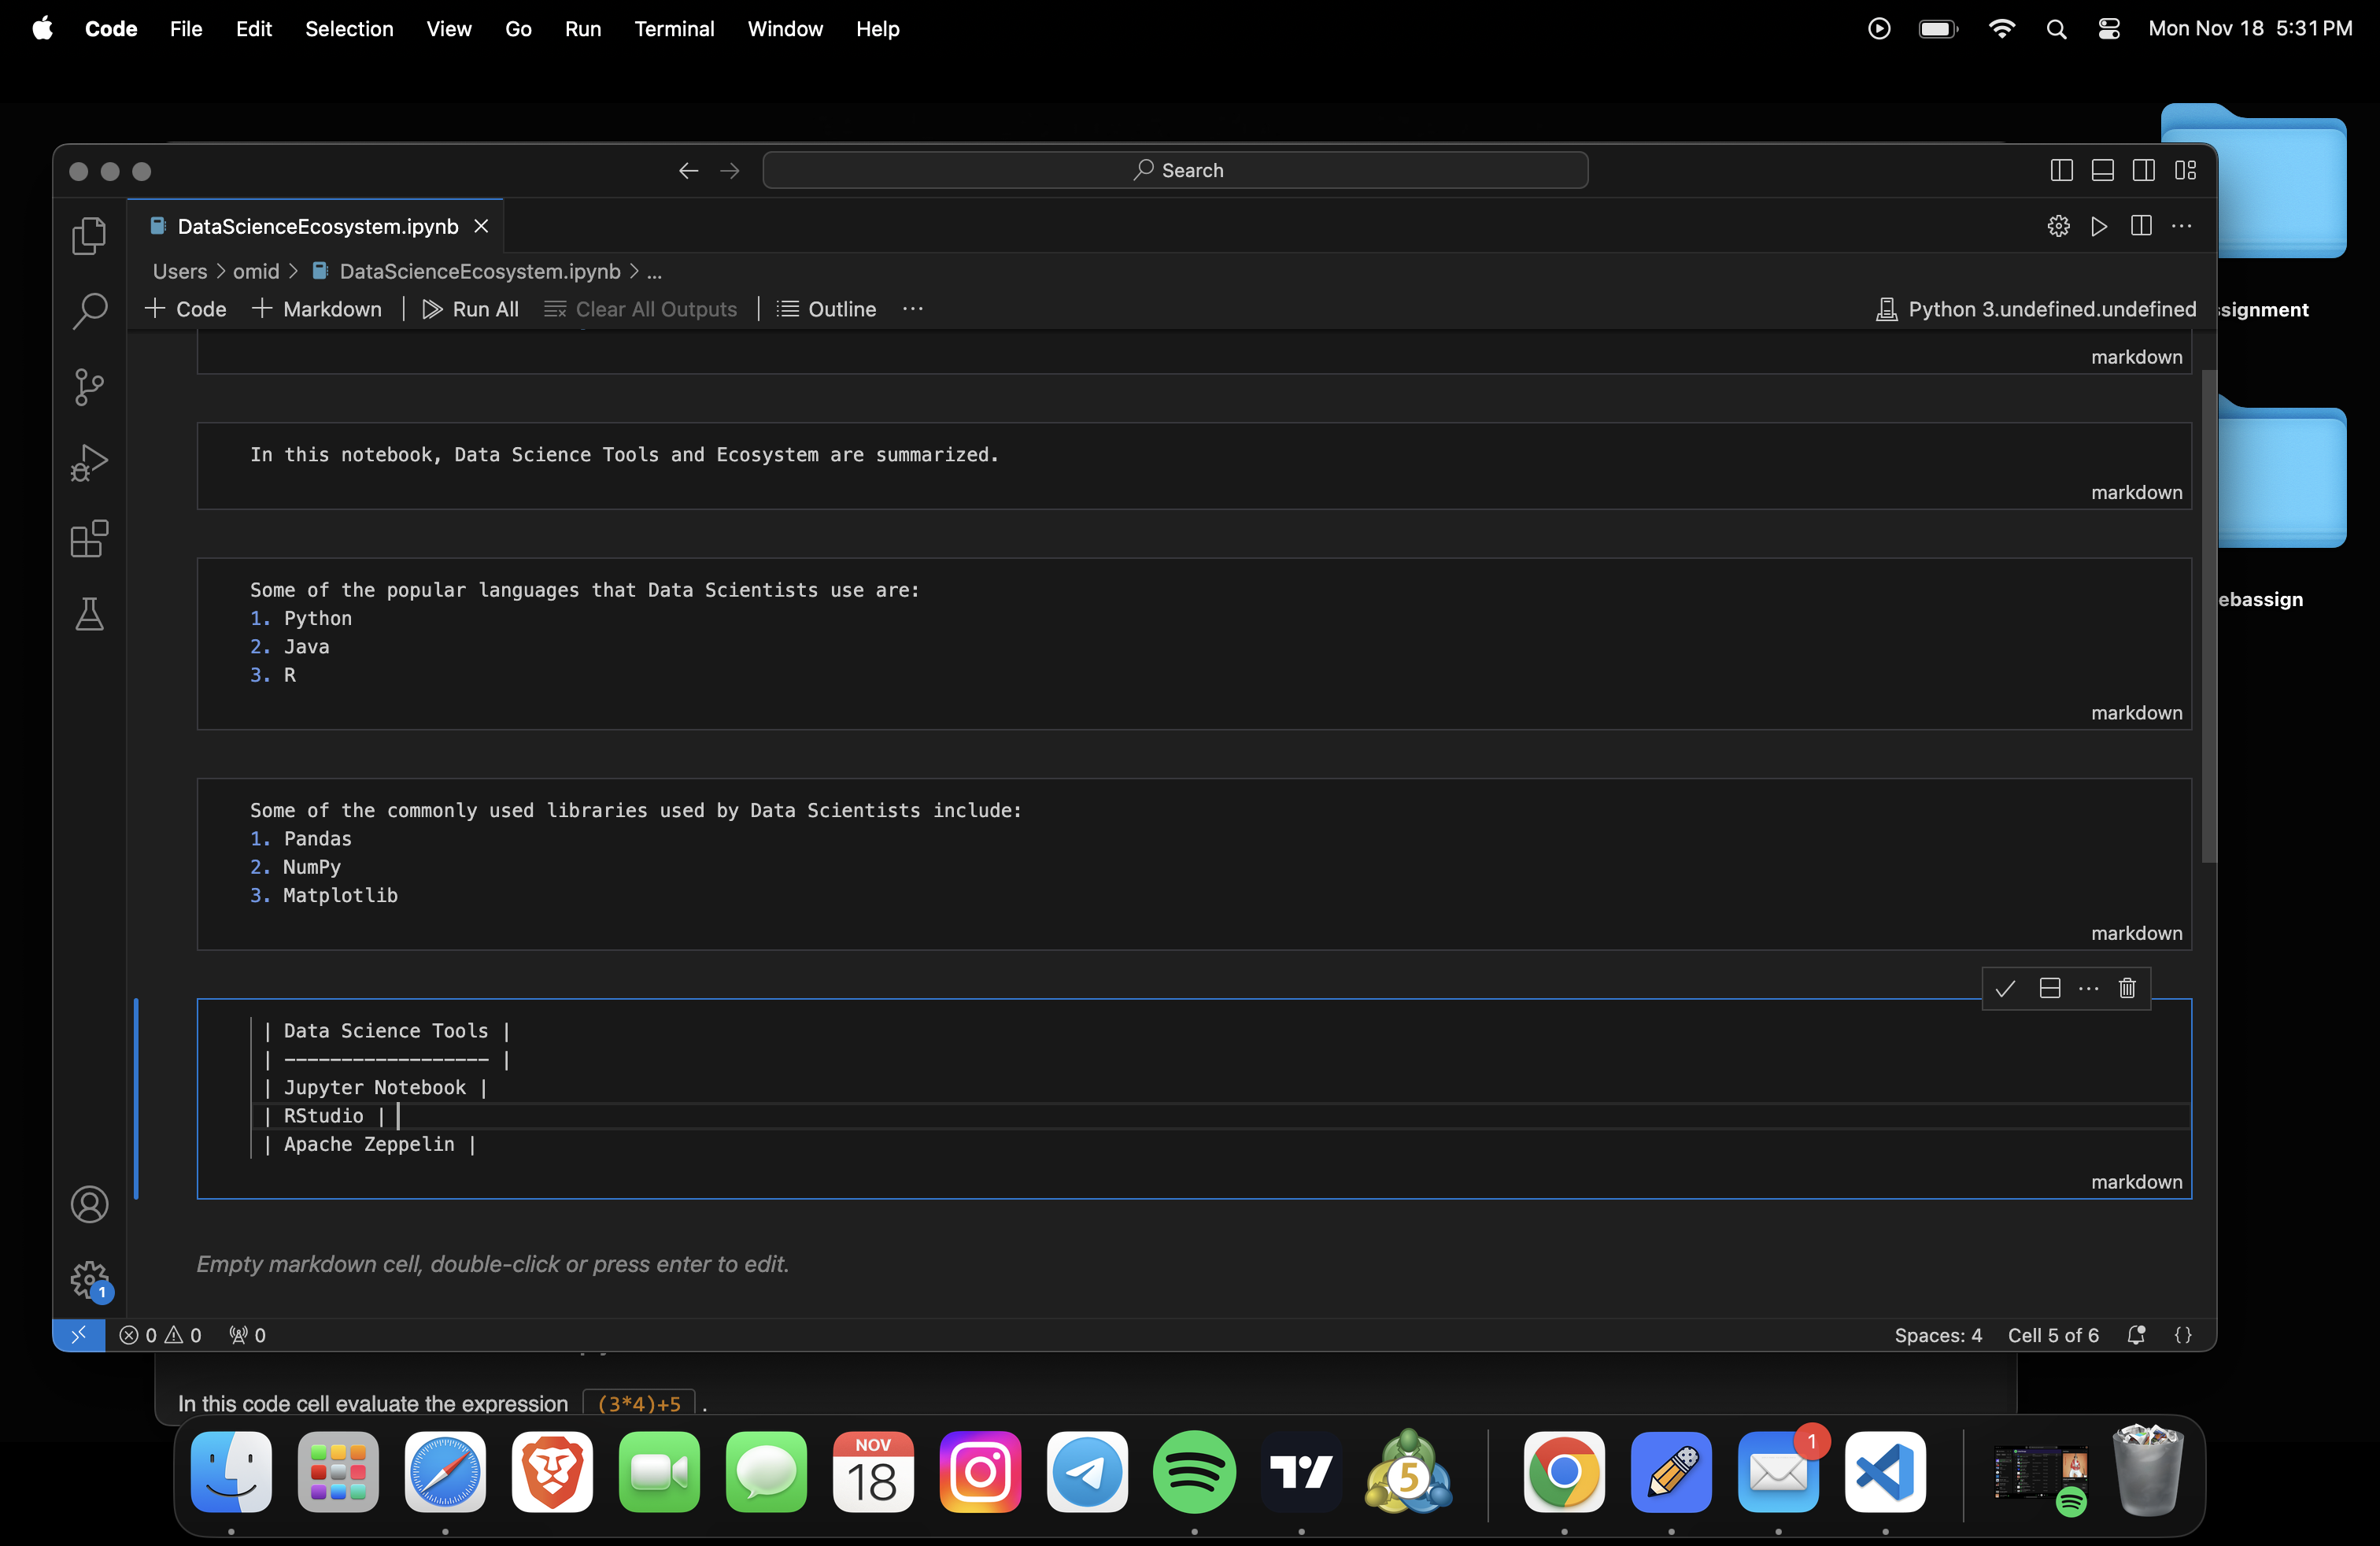 Code File Edit Selection View Go Run Terminal Window Help Mon Nov 18 5:31 PM
Search
DataScienceEcosystem.ipynb
Users > omid > DataScienceEcosystem.ipynb > ...
+ Code + Markdown Run All Clear All Outputs Outline ... Python 3.undefined.undefined
ssignment
markdown
In this notebook, Data Science Tools and Ecosystem are summarized.
markdown
Some of the popular languages that Data Scientists use are:
1. Python
2. Java
3. R
ebassign
markdown
Some of the commonly used libraries used by Data Scientists include:
1. Pandas
2. NumPy
3. Matplotlib
markdown
| Data Science Tools |
| ------------------ |
| Jupyter Notebook |
| RStudio |
| Apache Zeppelin |
markdown
Empty markdown cell, double-click or press enter to edit.
1
0 0 0 Spaces: 4 Cell 5 of 6 {}
In this code cell evaluate the expression (3*4)+5 .
NOV
18
5
1